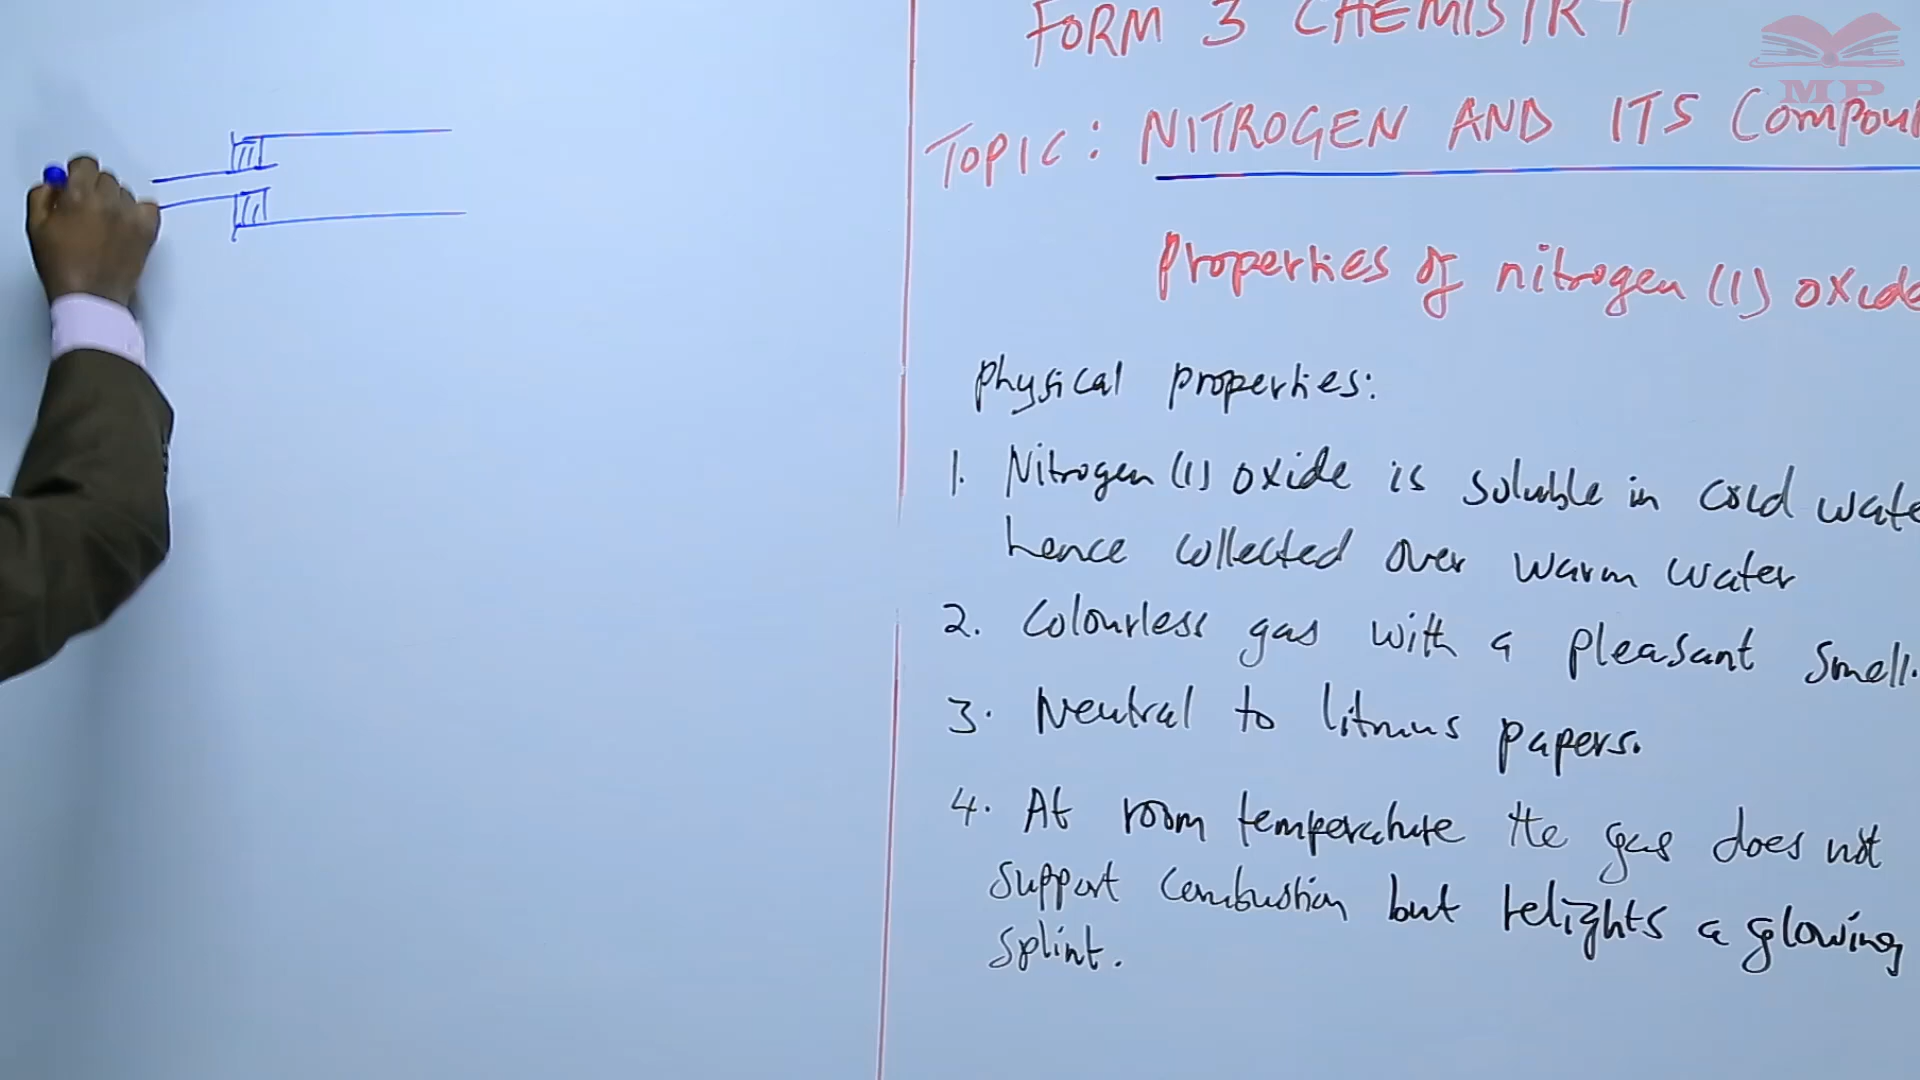 FORM 3 CHEMISTRY
MP
TOPIC: NITROGEN AND ITS COMPOU
Properties of nitrogen (I) oxide
Physical properties:
1. Nitrogen (I) oxide is soluble in cold wate
hence collected over warm water
2. Colourless gas with a pleasant smell.
3. Neutral to litmus papers.
4. At room temperature the gas does not
support combustion but relights a glowing
splint.